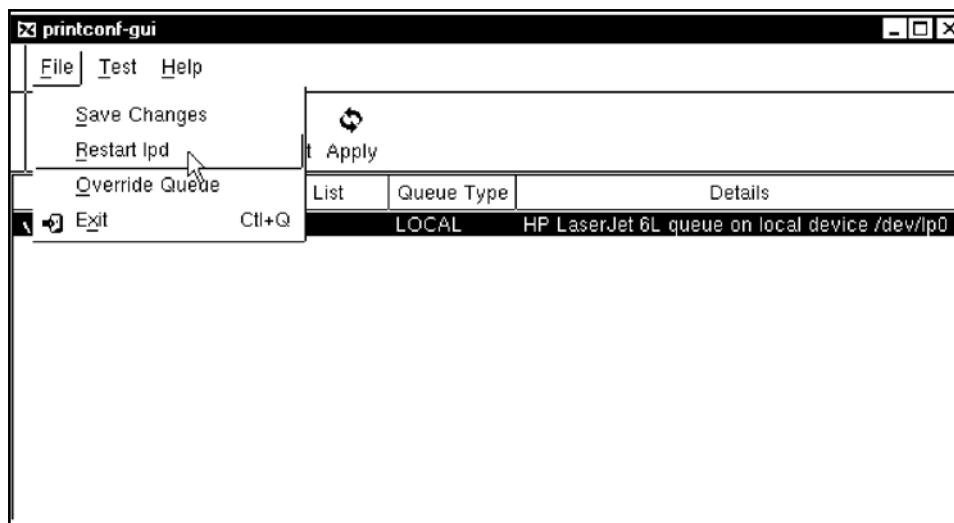 printconf-gui
File Test Help
Save Changes
Restart lpd
Override Queue
Exit Ctl+Q
t Apply
List Queue Type Details
LOCAL HP LaserJet 6L queue on local device /dev/lp0